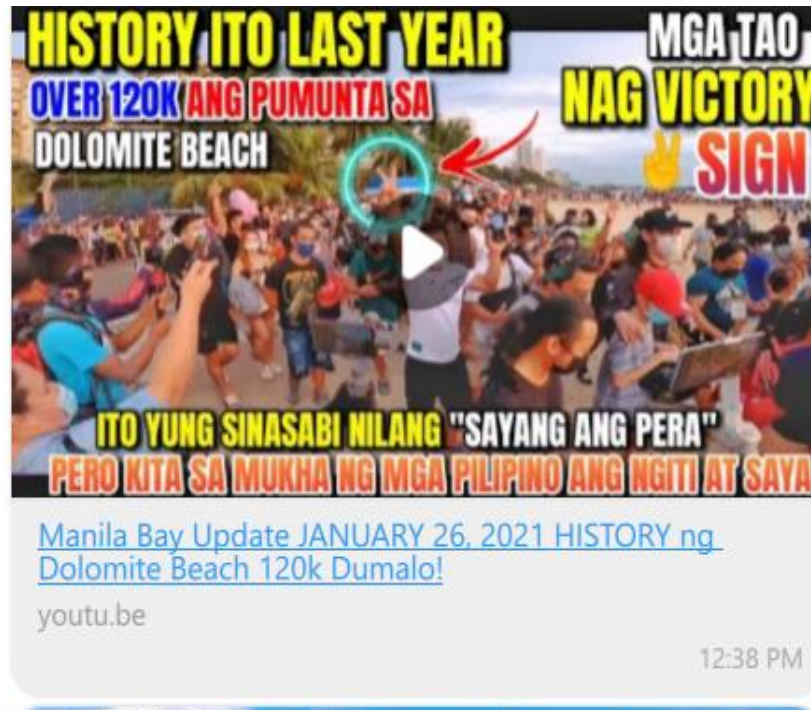 HISTORY ITO LAST YEAR
OVER 120K ANG PUMUNTA SA
DOLOMITE BEACH
MGA TAO
NAG VICTORY
✌ SIGN
ITO YUNG SINASABI NILANG "SAYANG ANG PERA"
PERO KITA SA MUKHA NG MGA PILIPINO ANG NGITI AT SAYA
Manila Bay Update JANUARY 26, 2021 HISTORY ng
Dolomite Beach 120k Dumalo!
youtu.be
12:38 PM